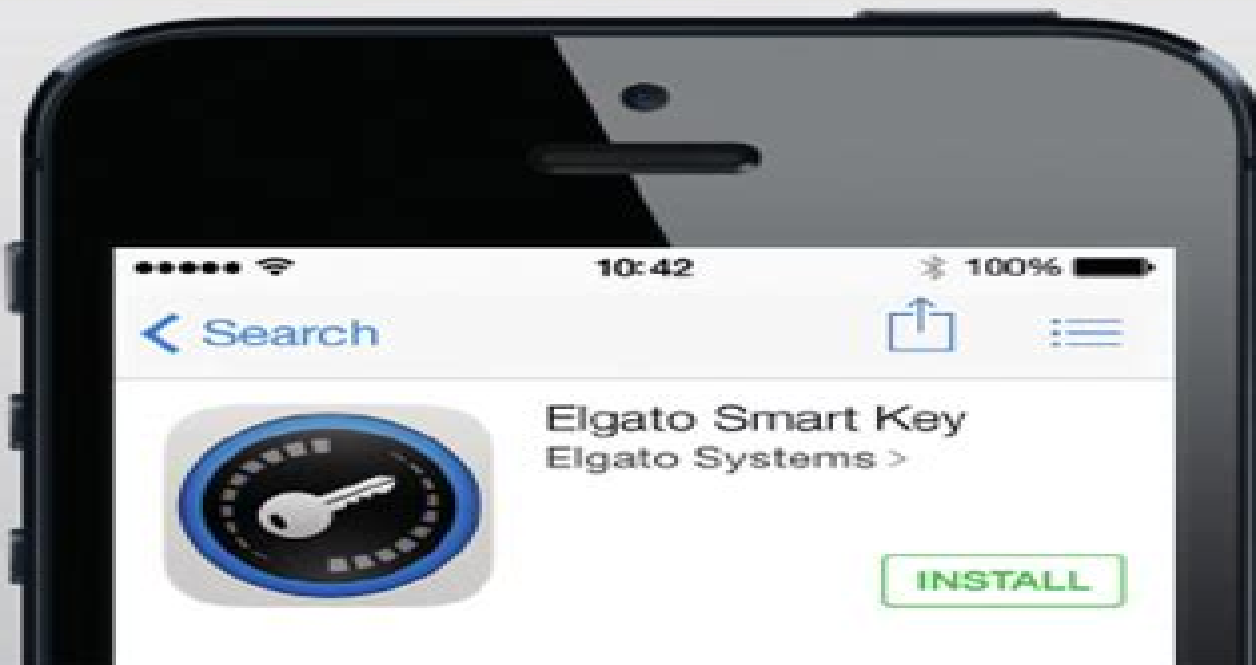 10:42
100%
Search
Elgato Smart Key
Elgato Systems >
INSTALL